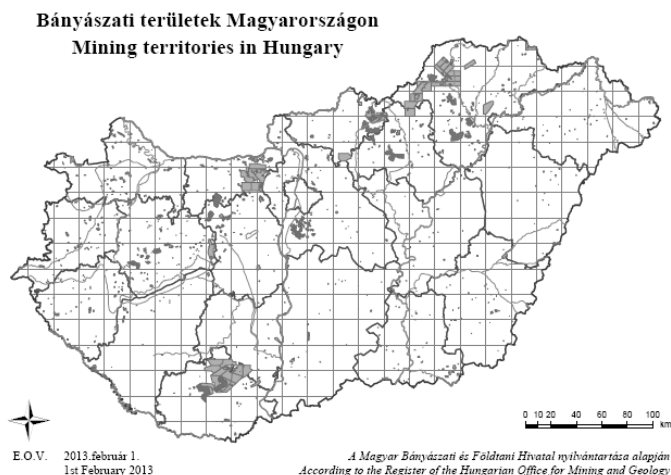 Bányászati területek Magyarországon
Mining territories in Hungary
0 10 20 40 60 80 100
km
E.O.V. 2013.február 1.
1st February 2013
A Magyar Bányászati és Földtani Hivatal nyilvántartása alapján
According to the Register of the Hungarian Office for Mining and Geology